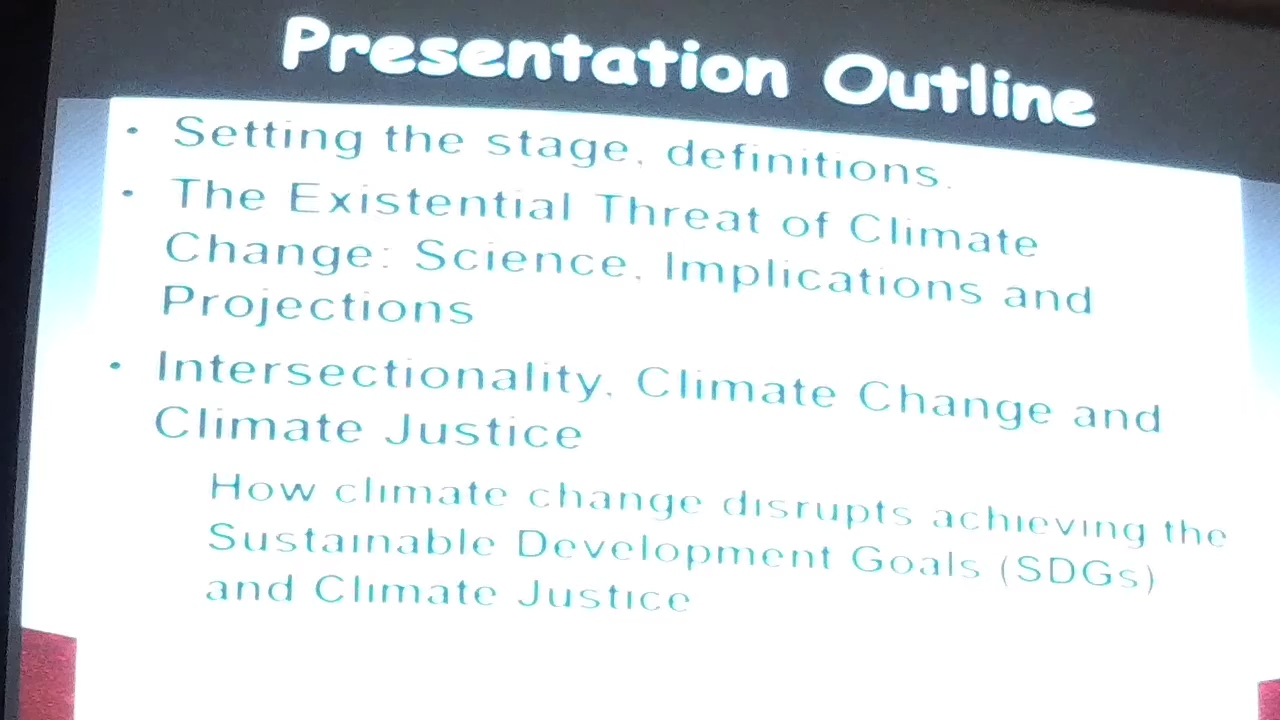 Presentation Outline
• Setting the stage, definitions.
• The Existential Threat of Climate
Change: Science, Implications and
Projections
• Intersectionality, Climate Change and
Climate Justice
How climate change disrupts achieving the
Sustainable Development Goals (SDGs)
and Climate Justice